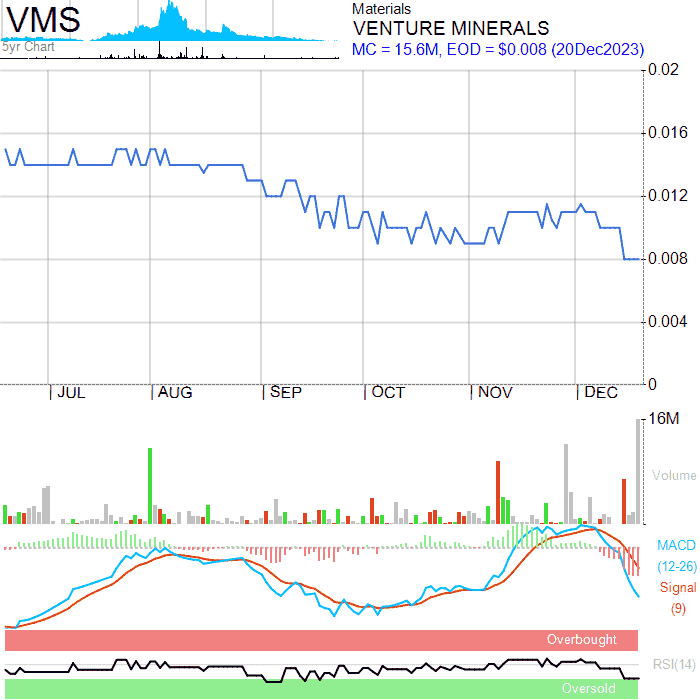 VMS
5yr Chart
Materials
VENTURE MINERALS
MC = 15.6M, EOD = $0.008 (20Dec2023)
0.02
0.016
0.012
0.008
0.004
0
JUL
AUG
SEP
OCT
NOV
DEC
16M
Volume
MACD
(12-26)
Signal
(9)
Overbought
RSI(14)
Oversold